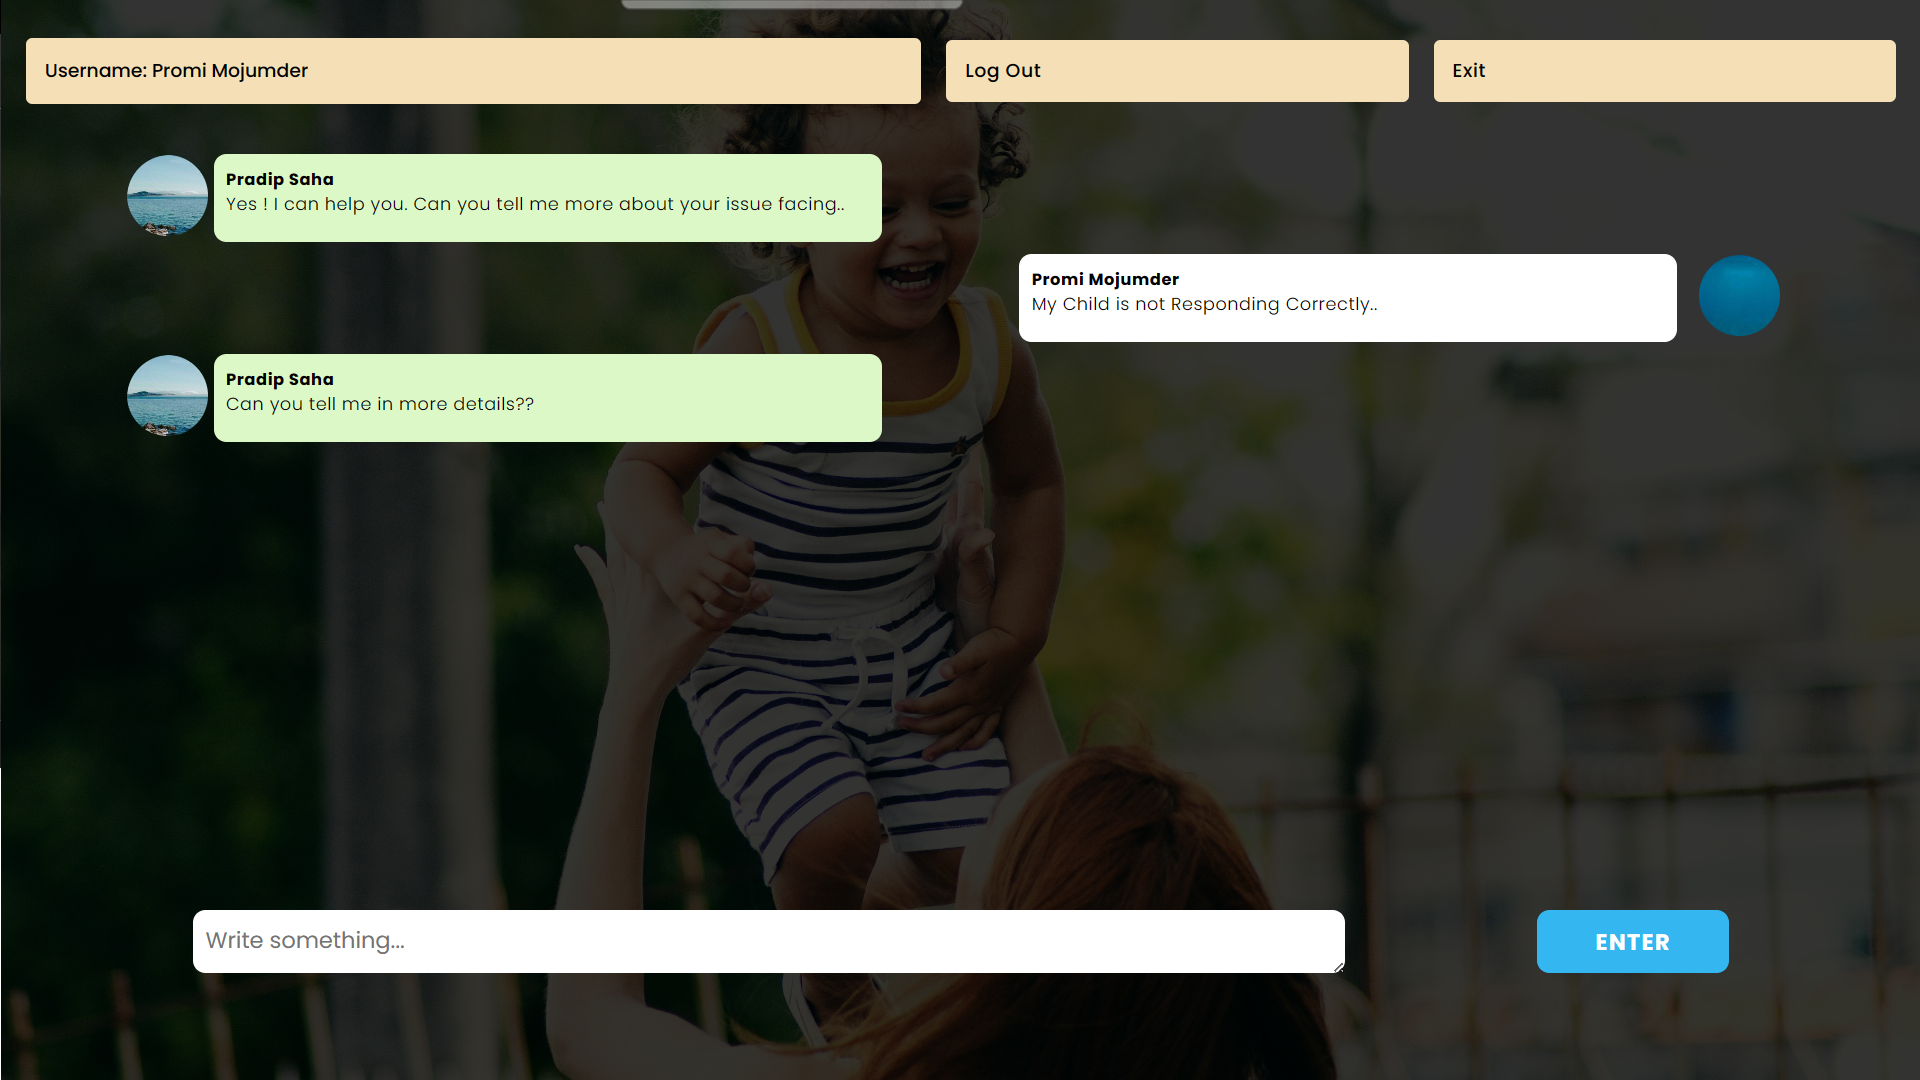 Username: Promi Mojumder
Log Out
Exit
Pradip Saha
Yes ! I can help you. Can you tell me more about your issue facing..
Promi Mojumder
My Child is not Responding Correctly..
Pradip Saha
Can you tell me in more details??
Write something...
ENTER